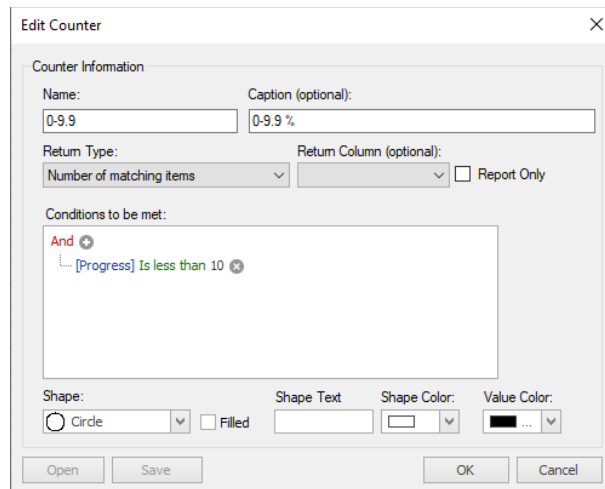 Edit Counter
Counter Information
Name: Caption (optional):
0-9.9 0-9.9 %
Return Type: Return Column (optional):
Number of matching items Report Only
Conditions to be met:
And
[Progress] Is less than 10
Shape: Shape Text Shape Color: Value Color:
Circle Filled ...
Open Save OK Cancel